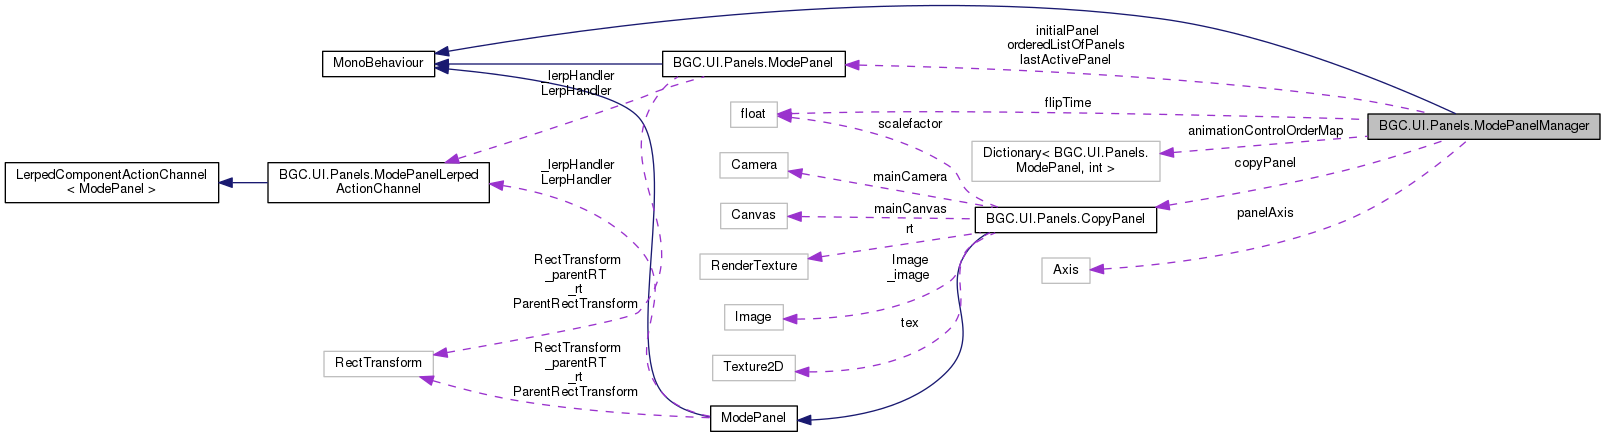 initialPanel
orderedListOfPanels
lastActivePanel
MonoBehaviour
BGC.UI.Panels.ModePanel
_lerpHandler
LerpHandler
flipTime
float
scalefactor
BGC.UI.Panels.ModePanelManager
animationControlOrderMap
Dictionary< BGC.UI.Panels.
ModePanel, int >
Camera
copyPanel
LerpedComponentActionChannel
< ModePanel >
BGC.UI.Panels.ModePanelLerped
ActionChannel
_lerpHandler
LerpHandler
mainCamera
mainCanvas
Canvas
BGC.UI.Panels.CopyPanel
panelAxis
rt
RenderTexture
Image
_image
Axis
RectTransform
_parentRT
_rt
ParentRectTransform
Image
tex
RectTransform
RectTransform
_parentRT
_rt
ParentRectTransform
Texture2D
ModePanel